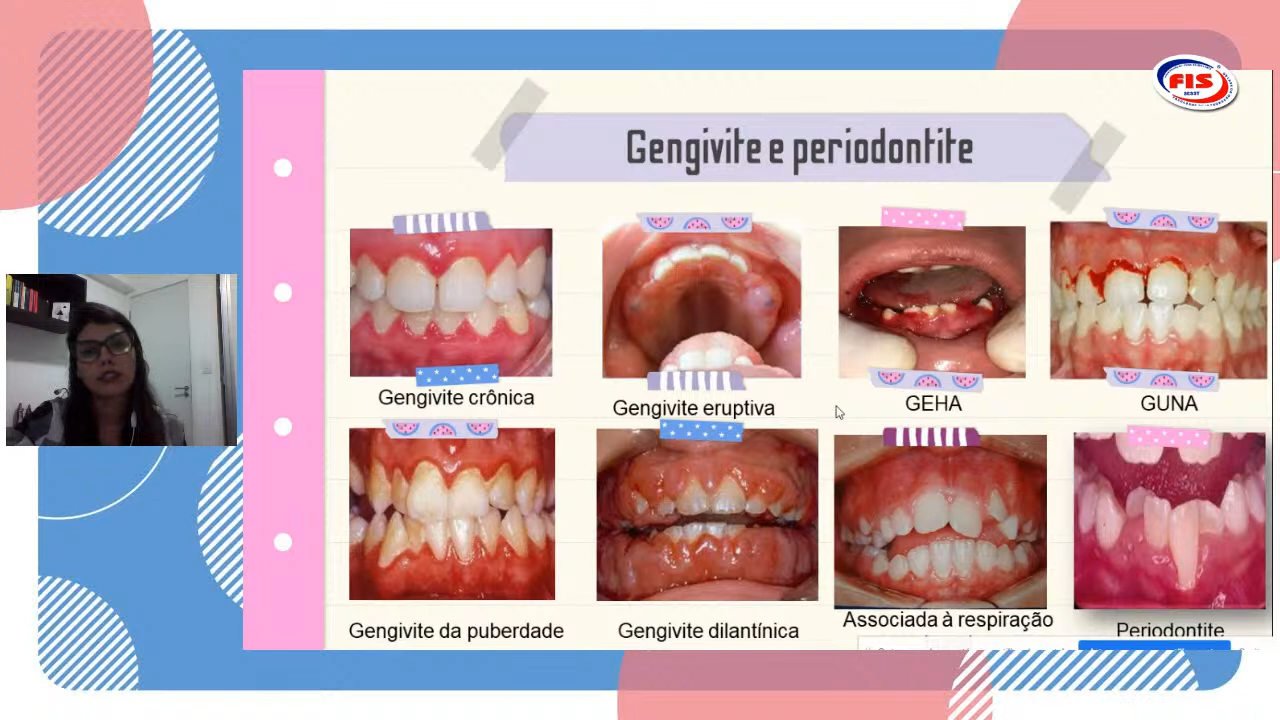 FIS
Gengivite e periodontite
Gengivite crônica
Gengivite eruptiva
GEHA
GUNA
Gengivite da puberdade
Gengivite dilantínica
Associada à respiração
Periodontite